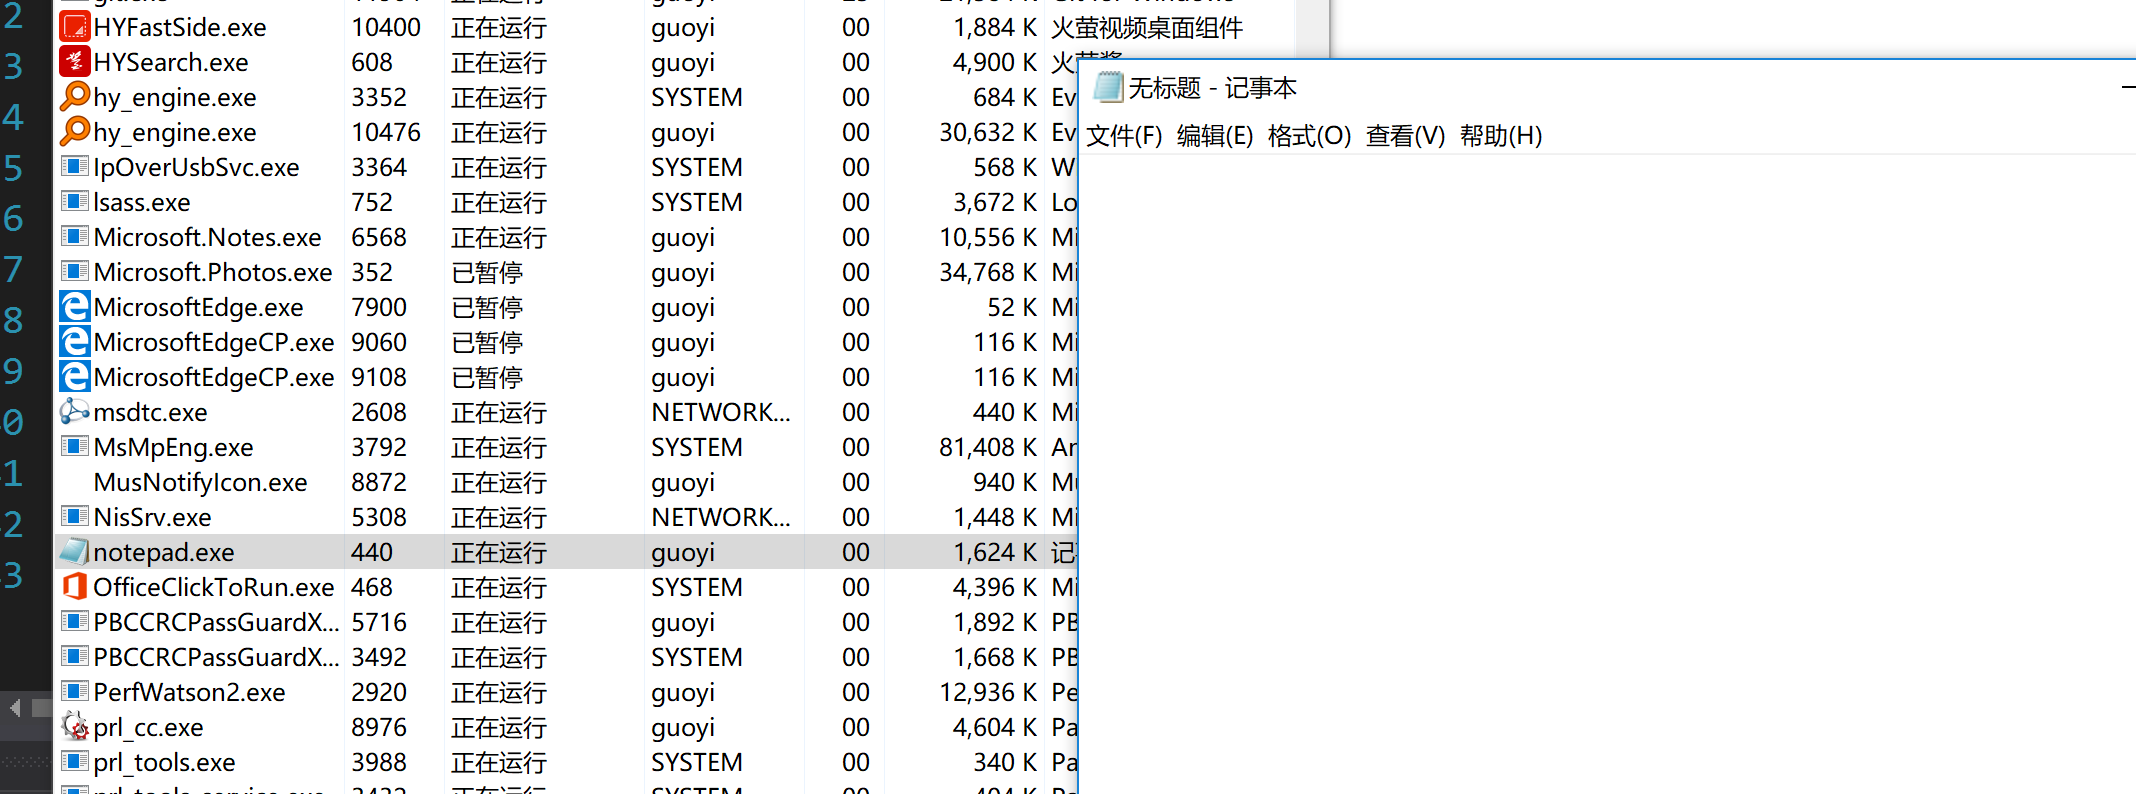 2
3
4
5
6
7
8
9
0
1
2
3
HYFastSide.exe 10400 正在运行 guoyi 00 1,884 K 火萤视频桌面组件
HYSearch.exe 608 正在运行 guoyi 00 4,900 K 火萤酱
hy_engine.exe 3352 正在运行 SYSTEM 00 684 K Ev
hy_engine.exe 10476 正在运行 guoyi 00 30,632 K Ev
IpOverUsbSvc.exe 3364 正在运行 SYSTEM 00 568 K W
lsass.exe 752 正在运行 SYSTEM 00 3,672 K Lo
Microsoft.Notes.exe 6568 正在运行 guoyi 00 10,556 K Mi
Microsoft.Photos.exe 352 已暂停 guoyi 00 34,768 K Mi
MicrosoftEdge.exe 7900 已暂停 guoyi 00 52 K Mi
MicrosoftEdgeCP.exe 9060 已暂停 guoyi 00 116 K Mi
MicrosoftEdgeCP.exe 9108 已暂停 guoyi 00 116 K Mi
msdtc.exe 2608 正在运行 NETWORK... 00 440 K Mi
MsMpEng.exe 3792 正在运行 SYSTEM 00 81,408 K An
MusNotifyIcon.exe 8872 正在运行 guoyi 00 940 K Mu
NisSrv.exe 5308 正在运行 NETWORK... 00 1,448 K Mi
notepad.exe 440 正在运行 guoyi 00 1,624 K 记
OfficeClickToRun.exe 468 正在运行 SYSTEM 00 4,396 K Mi
PBCCRCPassGuardX... 5716 正在运行 guoyi 00 1,892 K PB
PBCCRCPassGuardX... 3492 正在运行 SYSTEM 00 1,668 K PB
PerfWatson2.exe 2920 正在运行 guoyi 00 12,936 K Pe
prl_cc.exe 8976 正在运行 guoyi 00 4,604 K Pa
prl_tools.exe 3988 正在运行 SYSTEM 00 340 K Pa
无标题 - 记事本
文件(F) 编辑(E) 格式(O) 查看(V) 帮助(H)